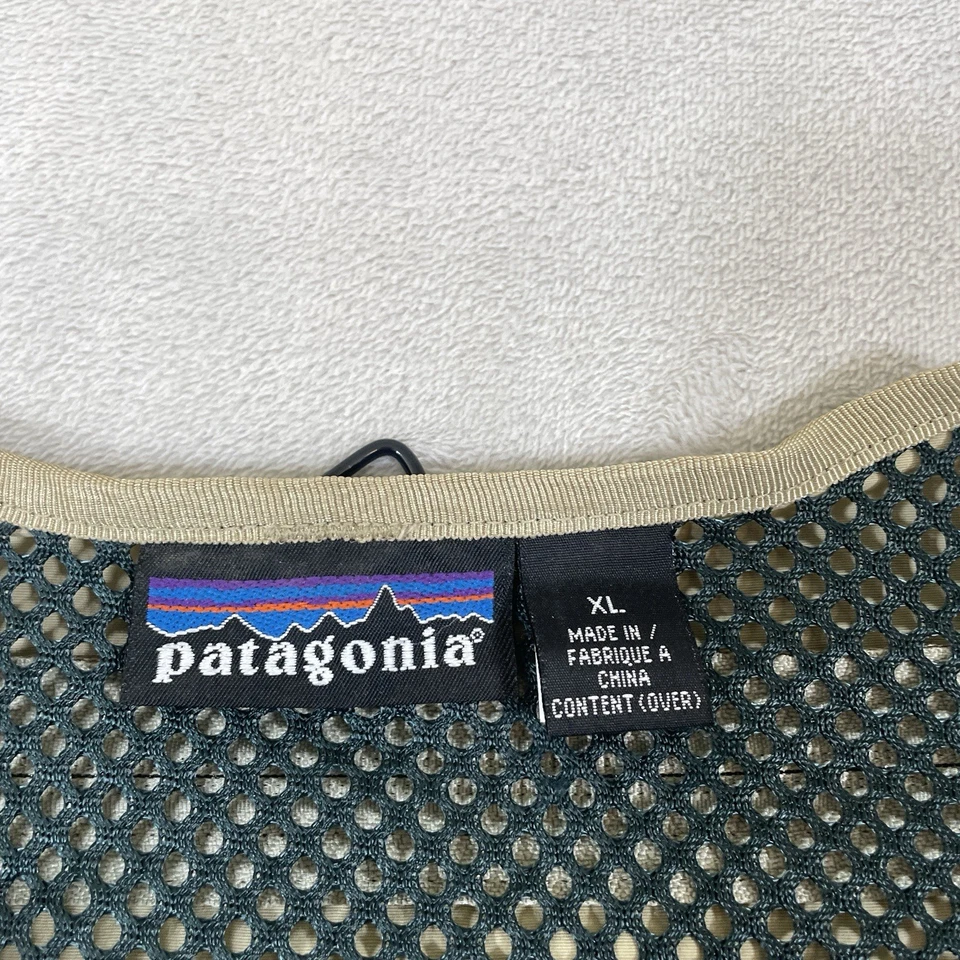 patagonia®
XL.
MADE IN /
FABRIQUE A
CHINA
CONTENT (OVER)